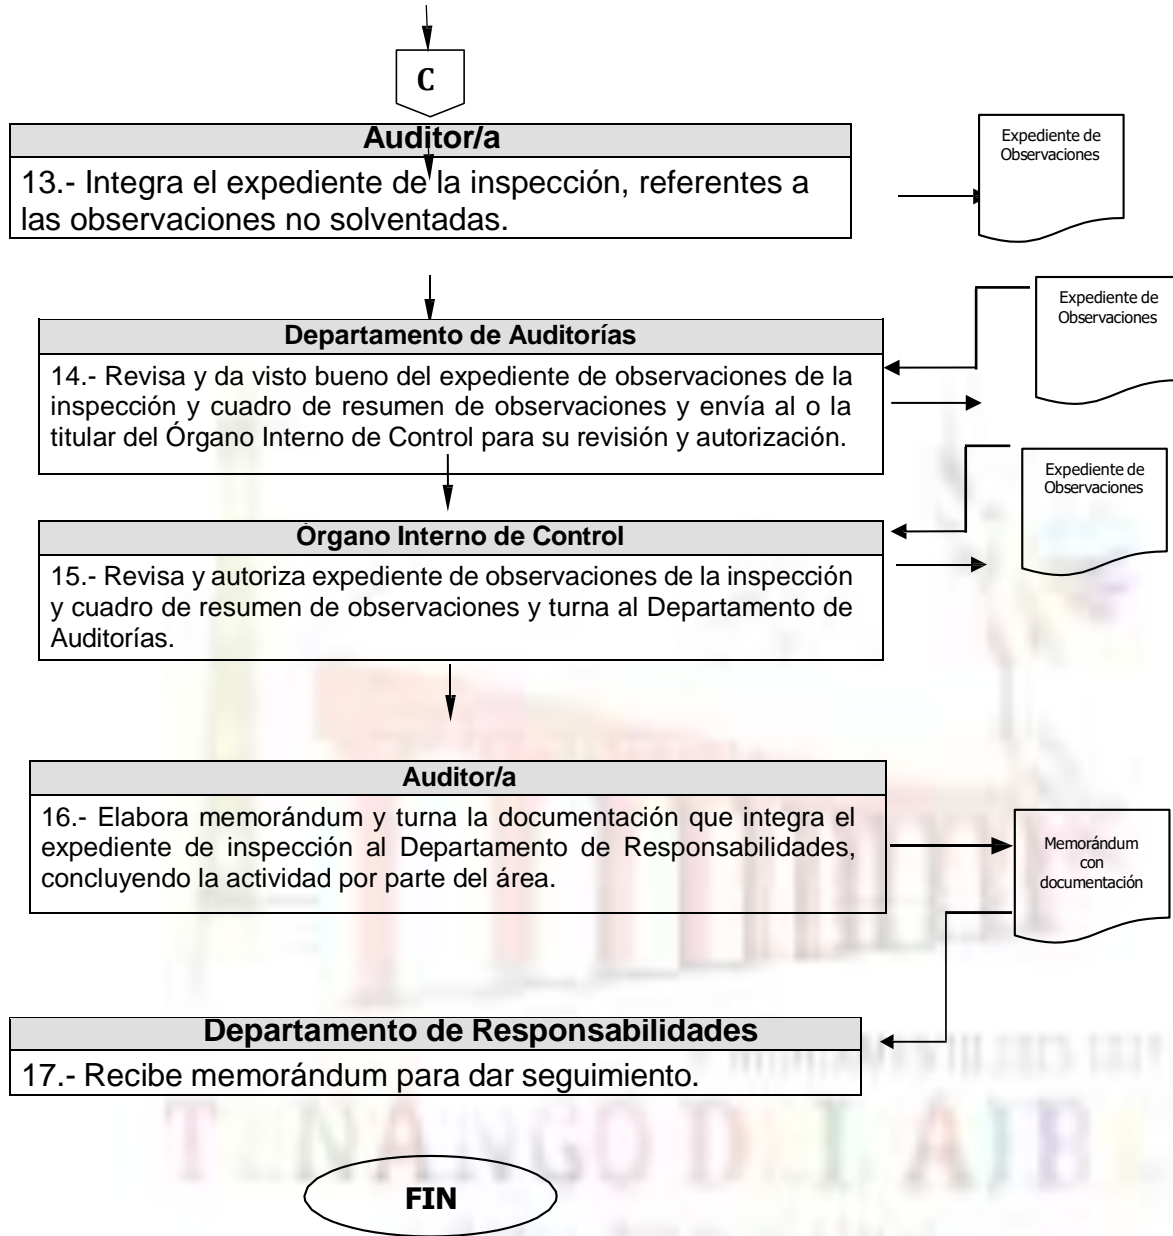 C
Auditor/a
13.- Integra el expediente de la inspección, referentes a
las observaciones no solventadas.
Expediente de
Observaciones
Departamento de Auditorías
14.- Revisa y da visto bueno del expediente de observaciones de la
inspección y cuadro de resumen de observaciones y envía al o la
titular del Órgano Interno de Control para su revisión y autorización.
Expediente de
Observaciones
Órgano Interno de Control
15.- Revisa y autoriza expediente de observaciones de la inspección
y cuadro de resumen de observaciones y turna al Departamento de
Auditorías.
Expediente de
Observaciones
Auditor/a
16.- Elabora memorándum y turna la documentación que integra el
expediente de inspección al Departamento de Responsabilidades,
concluyendo la actividad por parte del área.
Memorándum
con
documentación
Departamento de Responsabilidades
17.- Recibe memorándum para dar seguimiento.
FIN